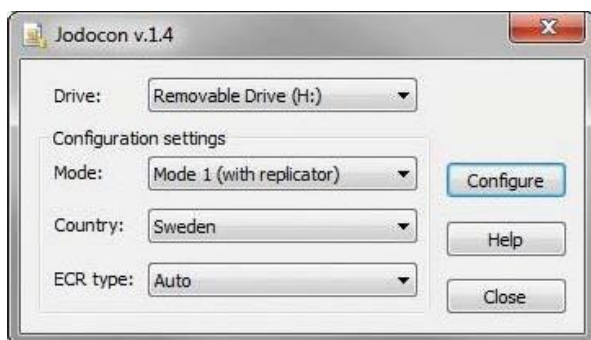 Jodocon v.1.4
Drive: Removable Drive (H:)
Configuration settings
Mode: Mode 1 (with replicator)
Configure
Country: Sweden
Help
ECR type: Auto
Close